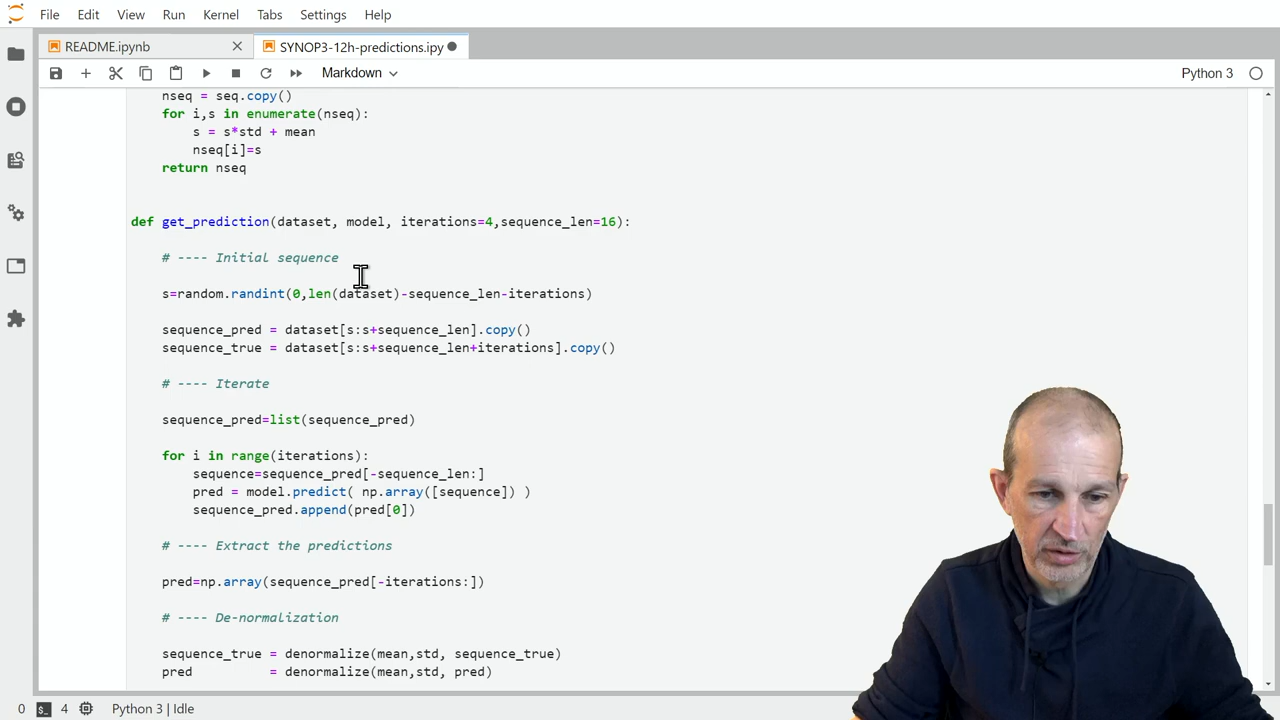 File Edit View Run Kernel Tabs Settings Help
README.ipynb
SYNOP3-12h-predictions.ipy
Markdown
Python 3
nseq = seq.copy()
for i,s in enumerate(nseq):
s = s*std + mean
nseq[i]=s
return nseq
def get_prediction(dataset, model, iterations=4,sequence_len=16):
# ---- Initial sequence
s=random.randint(0,len(dataset)-sequence_len-iterations)
sequence_pred = dataset[s:s+sequence_len].copy()
sequence_true = dataset[s:s+sequence_len+iterations].copy()
# ---- Iterate
sequence_pred=list(sequence_pred)
for i in range(iterations):
sequence=sequence_pred[-sequence_len:]
pred = model.predict( np.array([sequence]) )
sequence_pred.append(pred[0])
# ---- Extract the predictions
pred=np.array(sequence_pred[-iterations:])
# ---- De-normalization
sequence_true = denormalize(mean,std, sequence_true)
pred = denormalize(mean,std, pred)
0 4 Python 3 | Idle